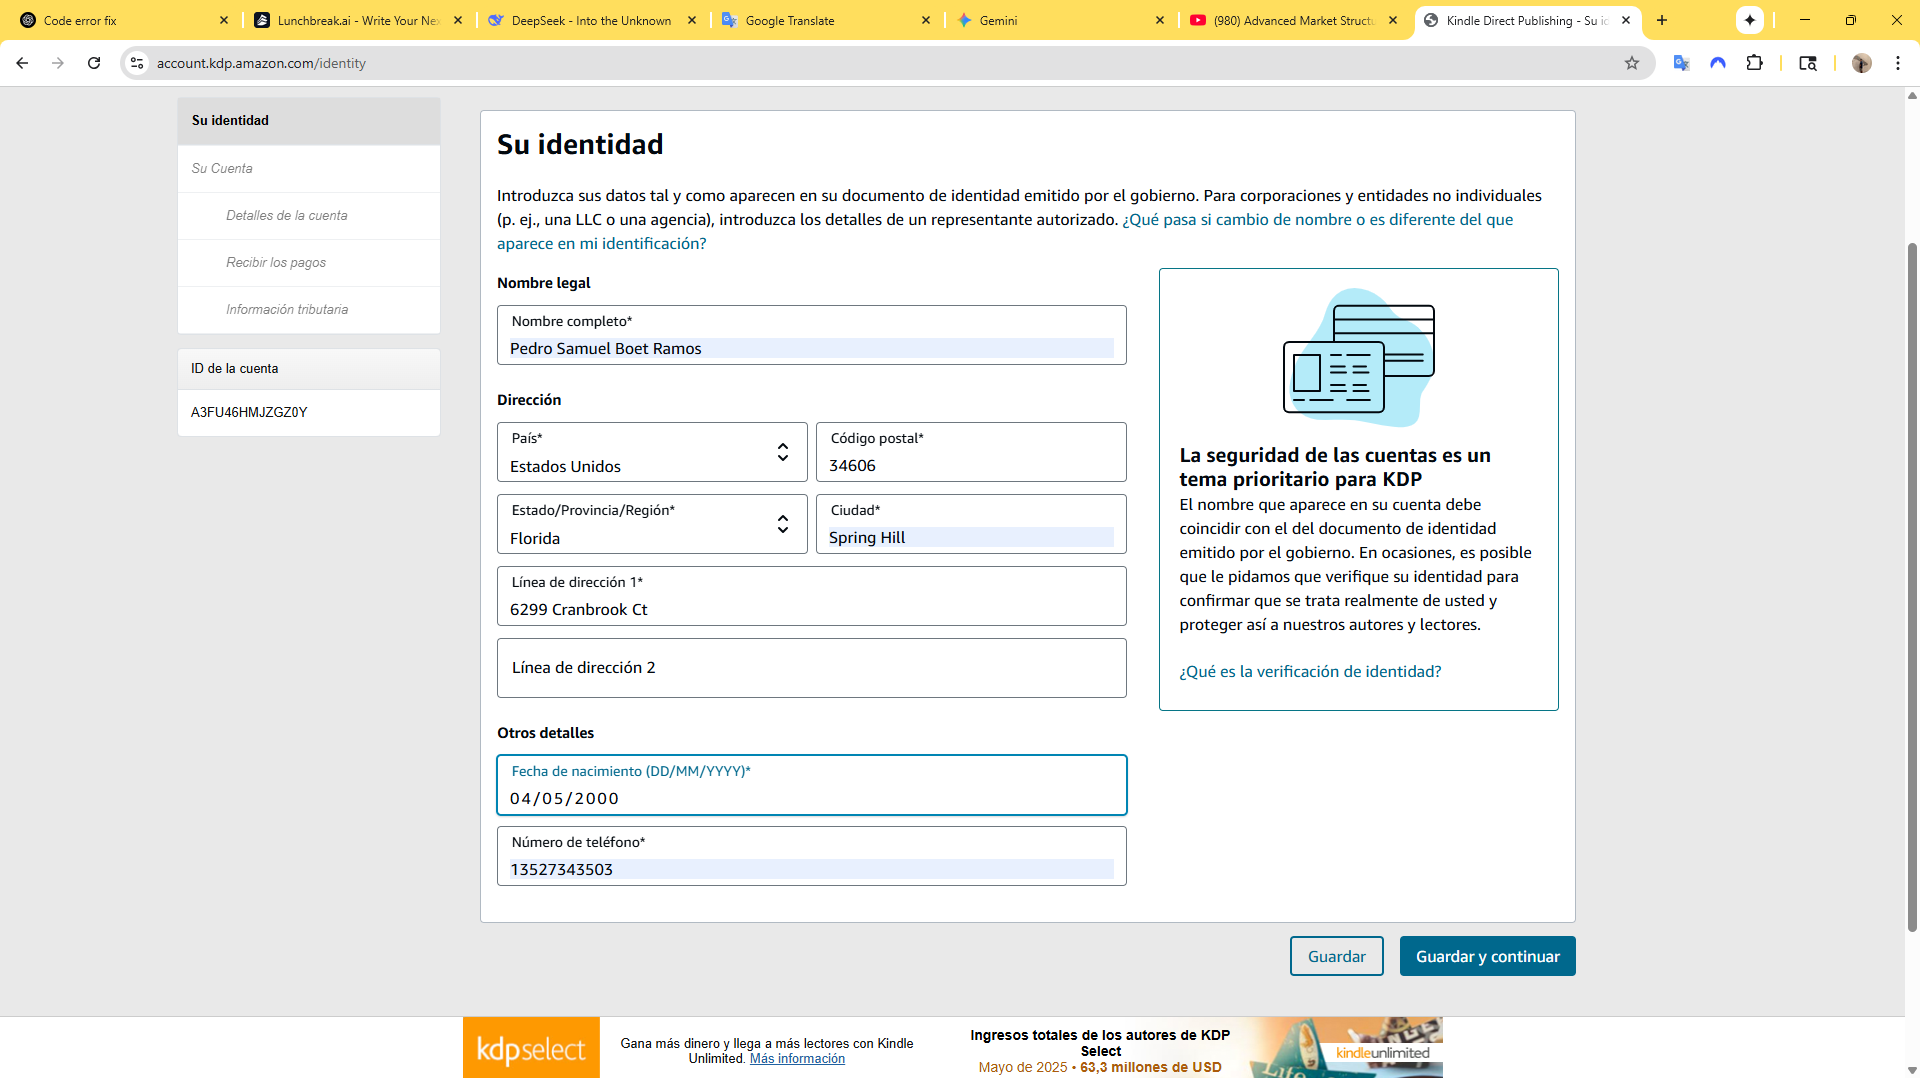 Code error fix
Lunchbreak.ai - Write Your Ne
DeepSeek - Into the Unknown
Google Translate
Gemini
(980) Advanced Market Structu
Kindle Direct Publishing - Su id
account.kdp.amazon.com/identity
Su identidad
Su Cuenta
Detalles de la cuenta
Recibir los pagos
Información tributaria
ID de la cuenta
A3FU46HMJZGZ0Y
Su identidad
Introduzca sus datos tal y como aparecen en su documento de identidad emitido por el gobierno. Para corporaciones y entidades no individuales
(p. ej., una LLC o una agencia), introduzca los detalles de un representante autorizado. ¿Qué pasa si cambio de nombre o es diferente del que
aparece en mi identificación?
Nombre legal
Nombre completo*
Pedro Samuel Boet Ramos
Dirección
País*
Estados Unidos
Código postal*
34606
Estado/Provincia/Región*
Florida
Ciudad*
Spring Hill
Línea de dirección 1*
6299 Cranbrook Ct
Línea de dirección 2
Otros detalles
Fecha de nacimiento (DD/MM/YYYY)*
04/05/2000
Número de teléfono*
13527343503
La seguridad de las cuentas es un
tema prioritario para KDP
El nombre que aparece en su cuenta debe
coincidir con el del documento de identidad
emitido por el gobierno. En ocasiones, es posible
que le pidamos que verifique su identidad para
confirmar que se trata realmente de usted y
proteger así a nuestros autores y lectores.
¿Qué es la verificación de identidad?
Guardar
Guardar y continuar
kdpselect
Gana más dinero y llega a más lectores con Kindle
Unlimited. Más información
Ingresos totales de los autores de KDP
Select
Mayo de 2025 • 63,3 millones de USD
Life
kindleunlimited